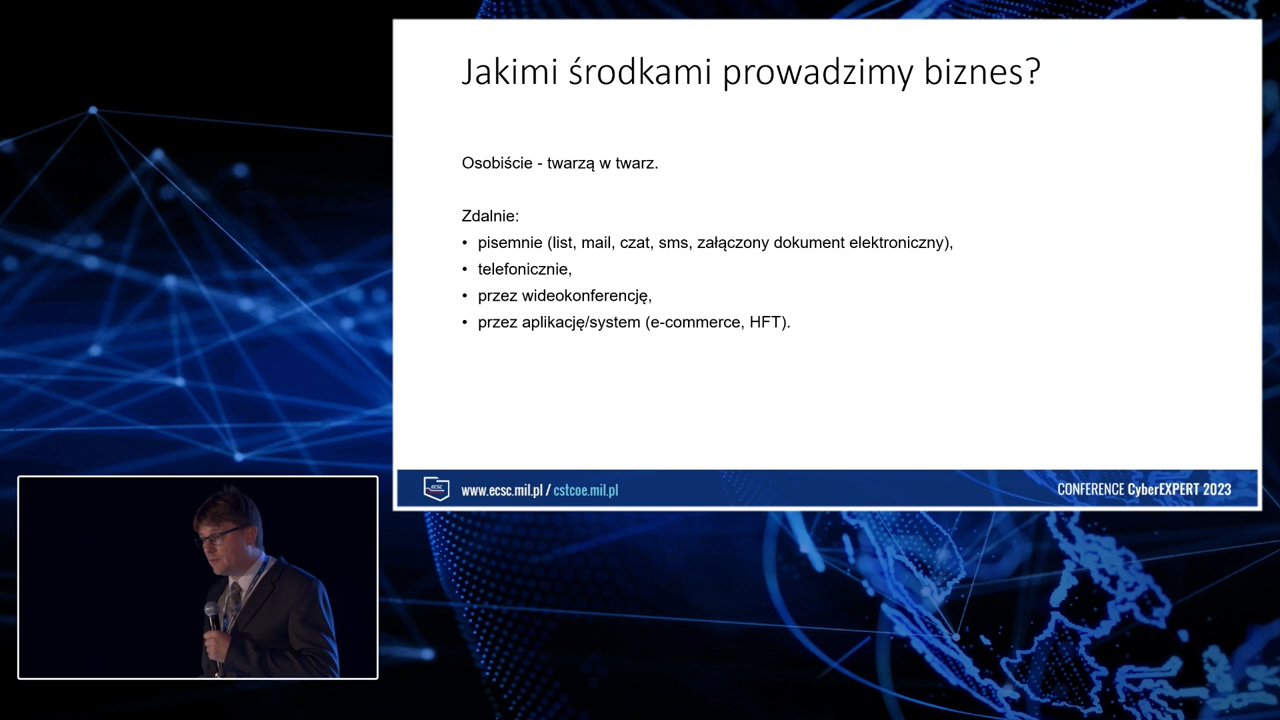 Jakimi środkami prowadzimy biznes?
Osobiście - twarzą w twarz.
Zdalnie:
• pisemnie (list, mail, czat, sms, załączony dokument elektroniczny),
• telefonicznie,
• przez wideokonferencję,
• przez aplikację/system (e-commerce, HFT).
ecsc
www.ecsc.mil.pl / cstcoe.mil.pl
CONFERENCE CyberEXPERT 2023